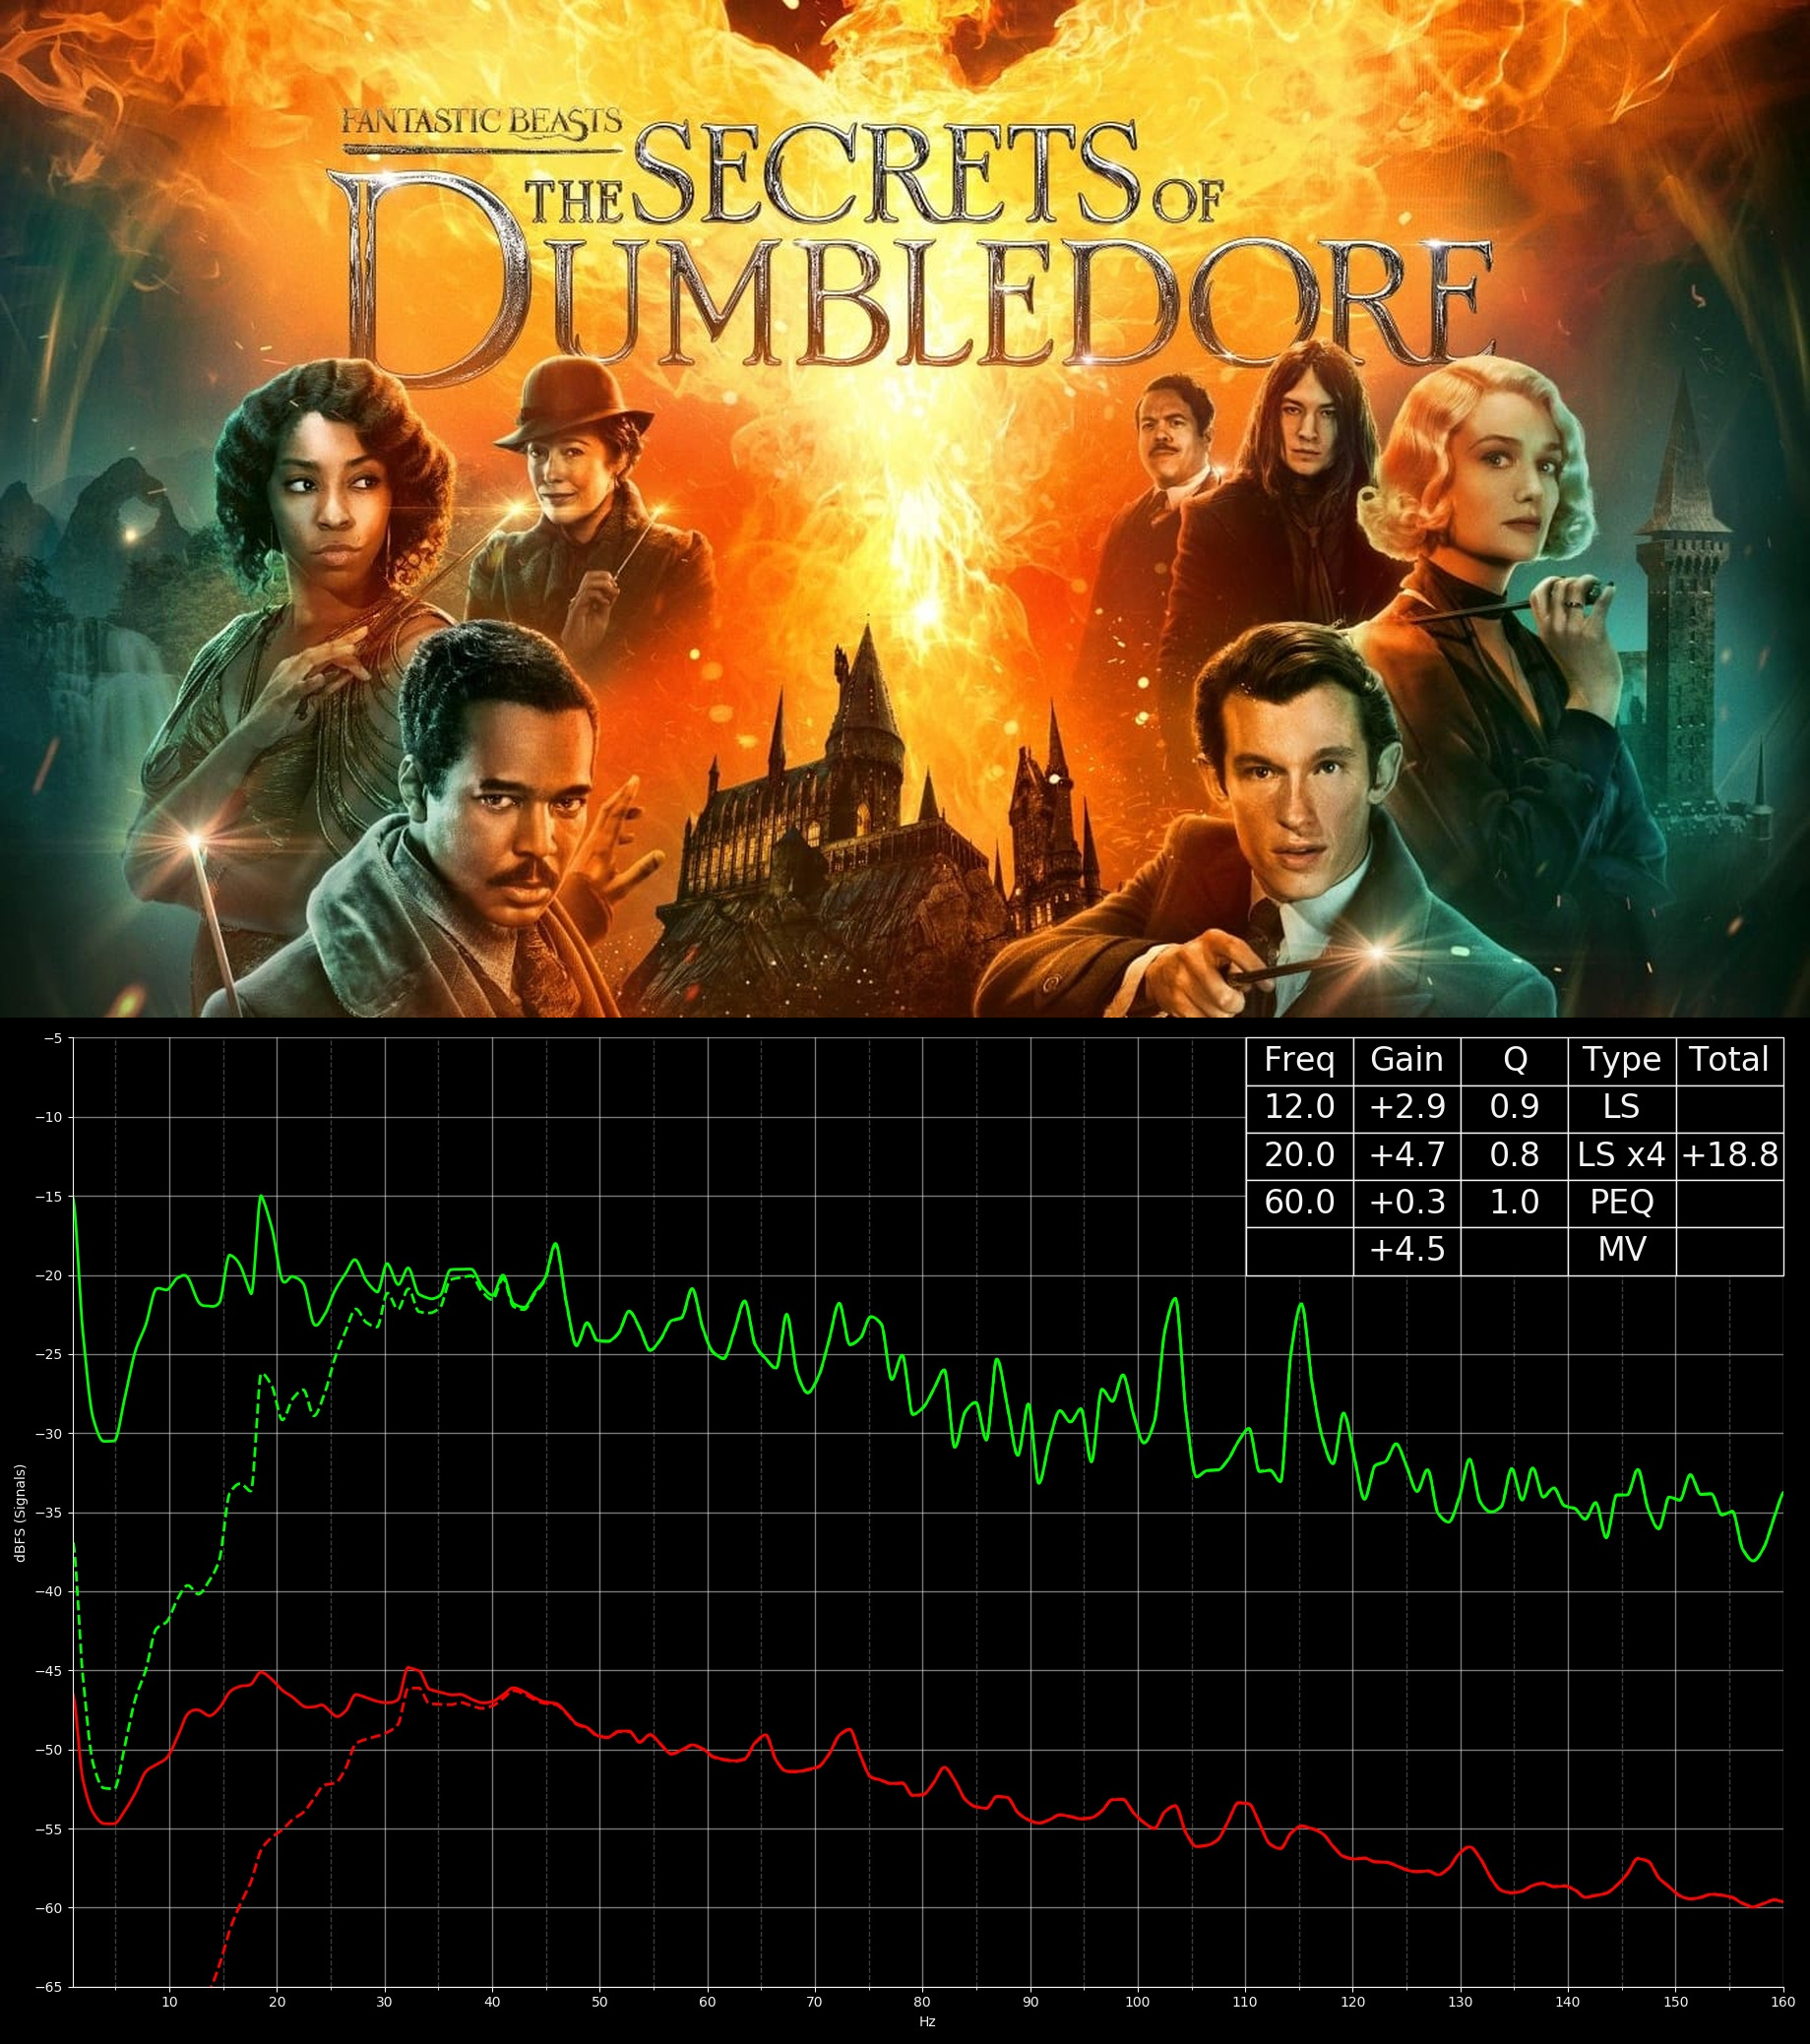 FANTASTIC BEASTS
THE SECRETS OF
DUMBLEDORE
Freq Gain Q Type Total
12.0 +2.9 0.9 LS
20.0 +4.7 0.8 LS x4 +18.8
60.0 +0.3 1.0 PEQ
+4.5 MV
−5
−10
−15
−20
−25
−30
−35
−40
−45
−50
−55
−60
−65
dBFS (Signals)
10 20 30 40 50 60 70 80 90 100 110 120 130 140 150 160
Hz